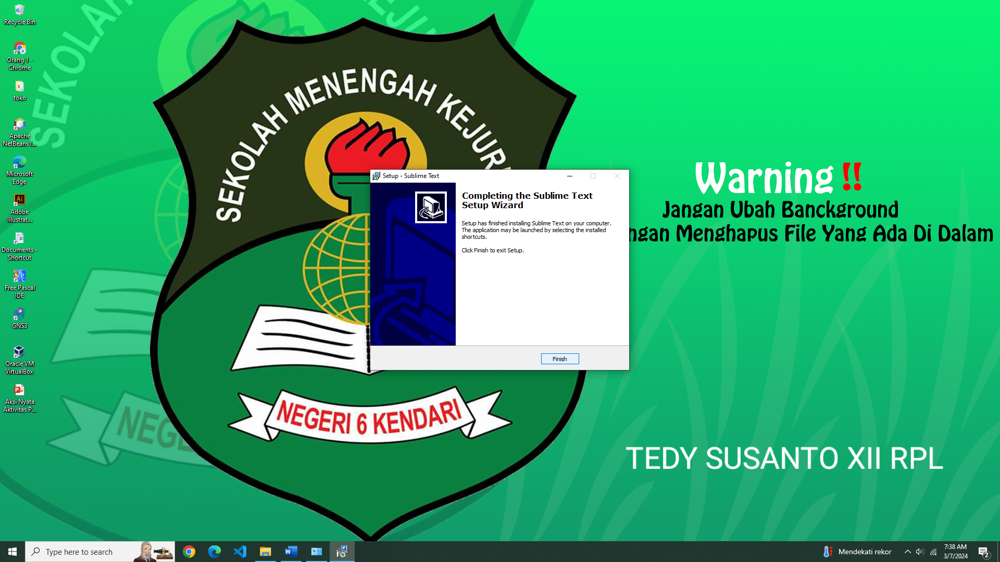 Recycle Bin
Orang 1 -
Chrome
toko
Apache
NetBeans I...
Microsoft
Edge
Adobe
Illustrat...
Documents -
Shortcut
Free Pascal
IDE
GNS3
Oracle VM
VirtualBox
Aksi Nyata
Aktivitas P...
SEKOLAH
SEKOLAH MENENGAH KEJUR
NEGERI 6 KENDARI
Setup - Sublime Text
Completing the Sublime Text
Setup Wizard
Setup has finished installing Sublime Text on your computer.
The application may be launched by selecting the installed
shortcuts.
Click Finish to exit Setup.
Finish
Warning !!
Jangan Ubah Banckground
ngan Menghapus File Yang Ada Di Dalam
TEDY SUSANTO XII RPL
Type here to search
Mendekati rekor
7:38 AM
3/7/2024
2